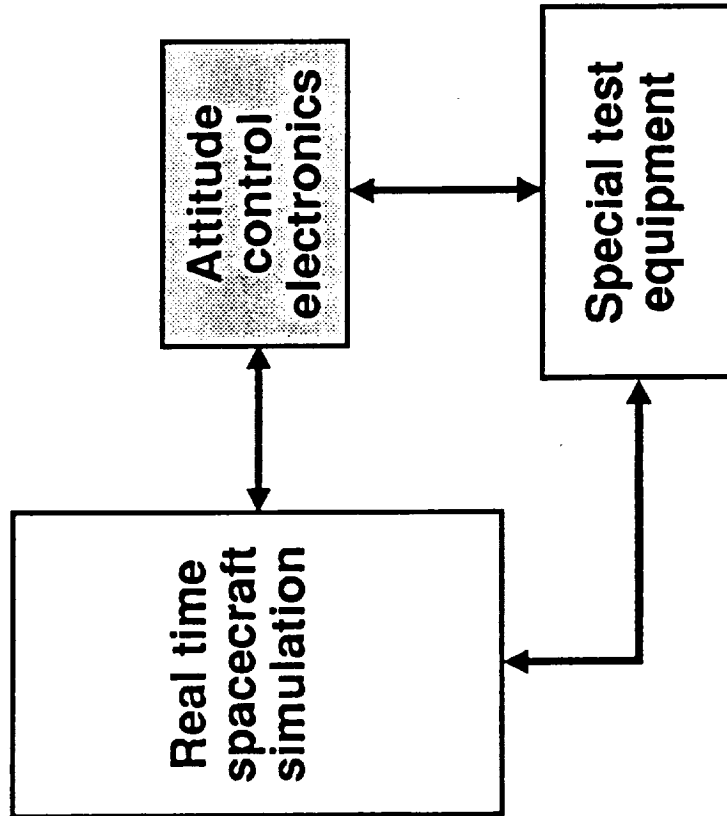 Real time
spacecraft
simulation
Attitude
control
electronics
Special test
equipment